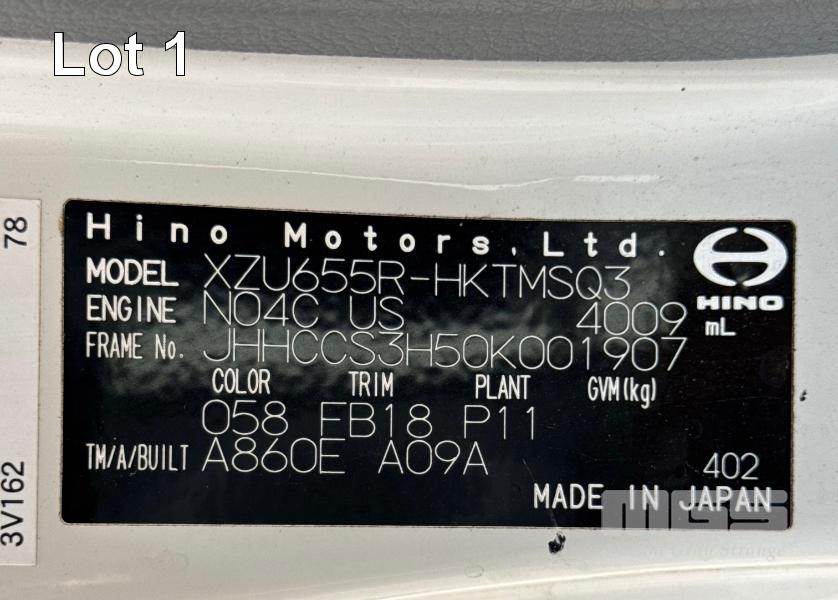 Lot 1
78
3V162
Hino Motors, Ltd.
HINO
MODEL XZU655R-HKTMSQ3
ENGINE N04C US 4009 mL
FRAME No. JHHCCS3H50K001907
COLOR TRIM PLANT GVM(kg)
058 FB18 P11
TM/A/BUILT A860E A09A
402
MADE IN JAPAN
MGS